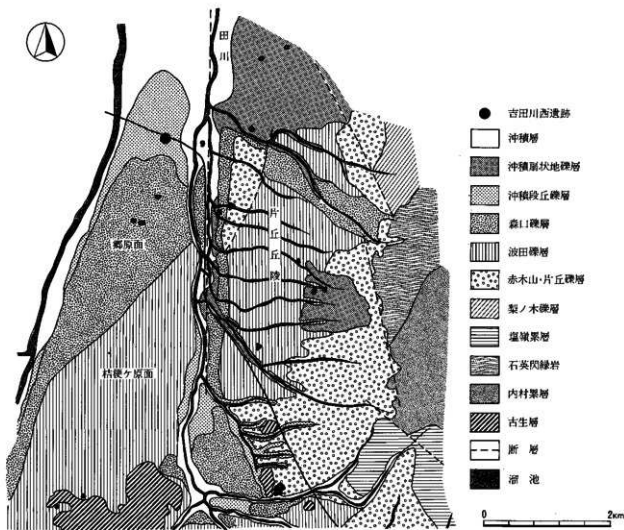 田川
片丘丘陵
郷原面
桔梗ケ原面
吉田川西遺跡
沖積層
沖積扇状地礫層
沖積段丘礫層
森口礫層
波田礫層
赤木山・片丘礫層
梨ノ木礫層
塩嶺累層
石英閃緑岩
内村累層
古生層
断層
溜池
0 2km